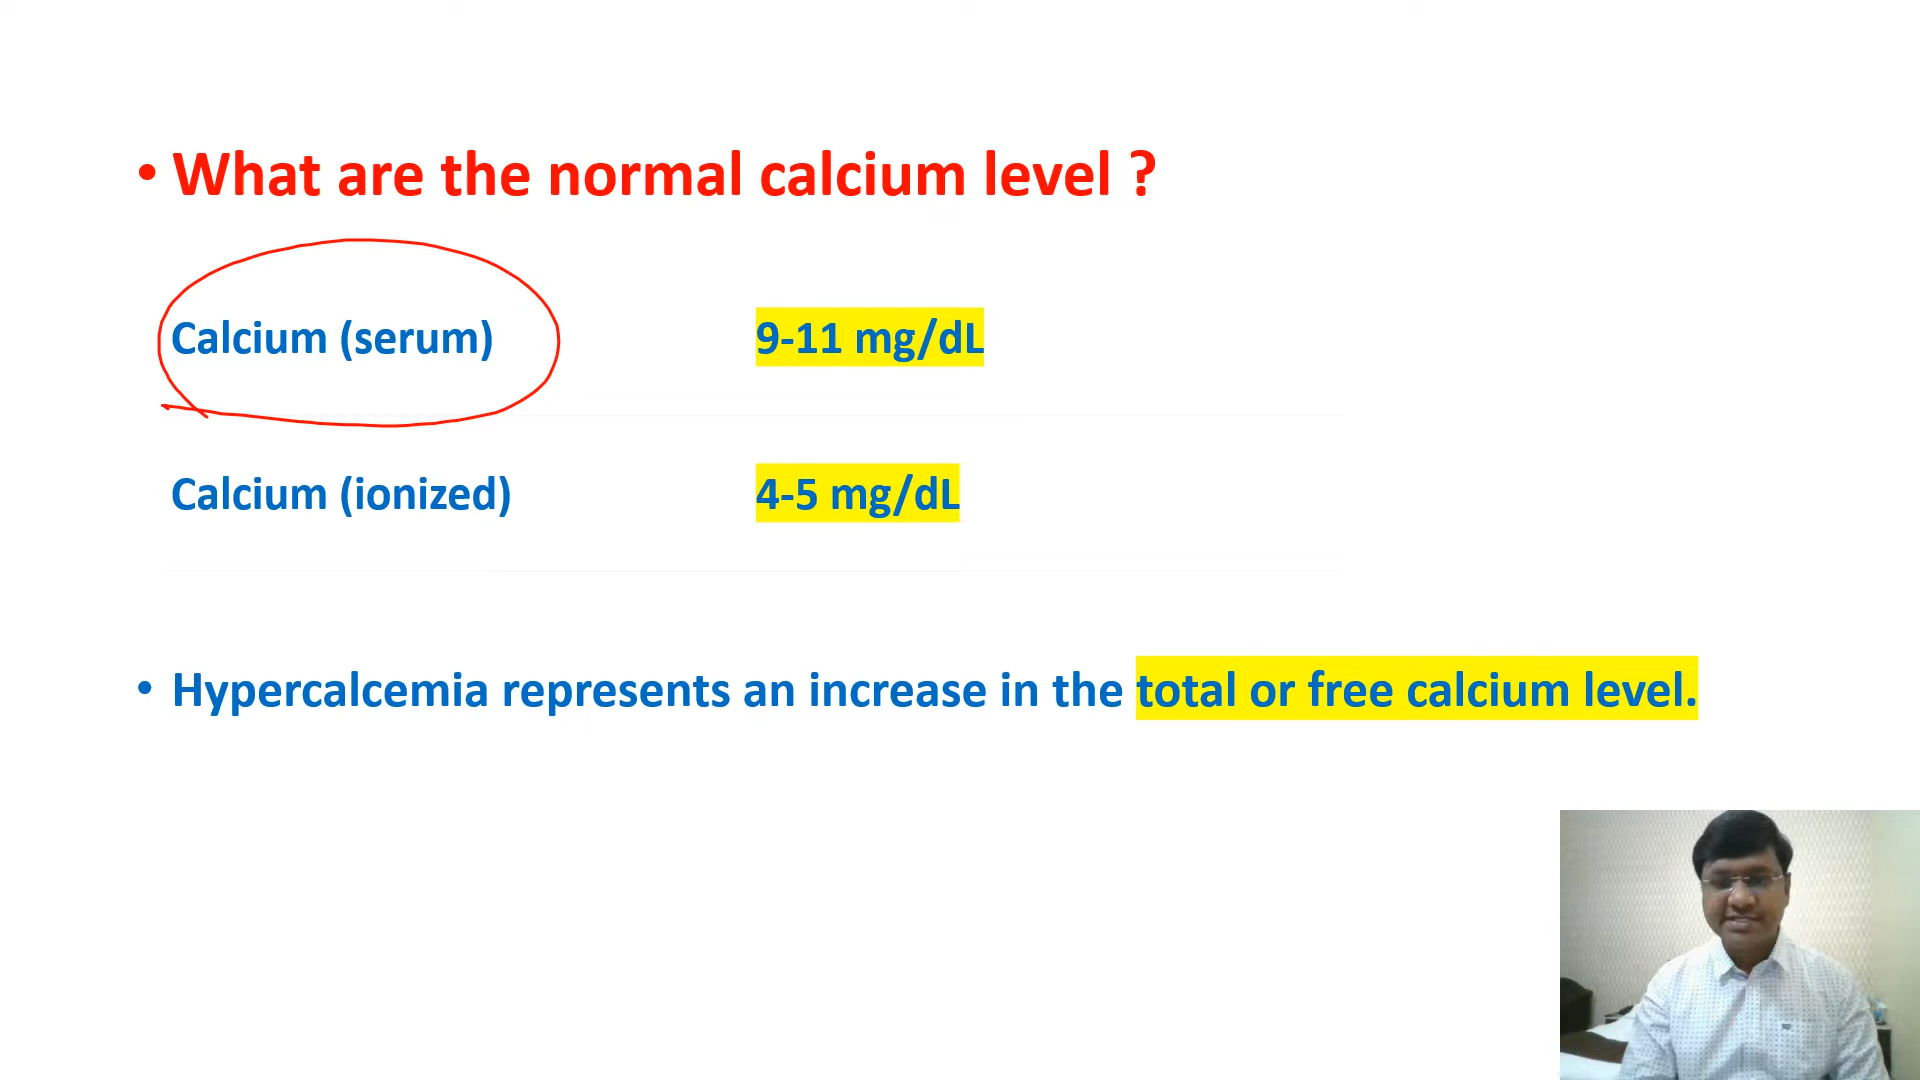 • What are the normal calcium level ?
Calcium (serum) 9-11 mg/dL
Calcium (ionized) 4-5 mg/dL
• Hypercalcemia represents an increase in the total or free calcium level.